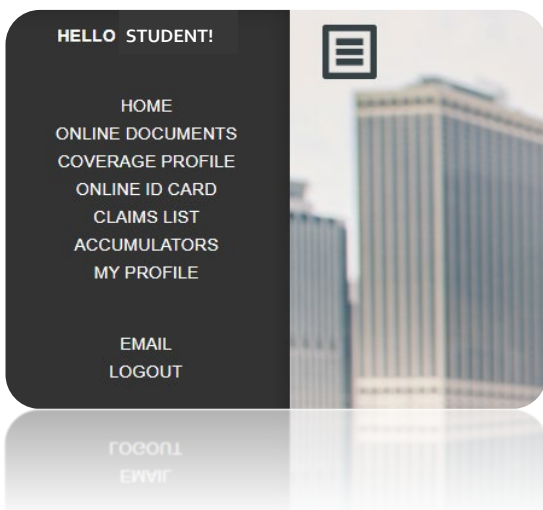 HELLO STUDENT!
HOME
ONLINE DOCUMENTS
COVERAGE PROFILE
ONLINE ID CARD
CLAIMS LIST
ACCUMULATORS
MY PROFILE
EMAIL
LOGOUT